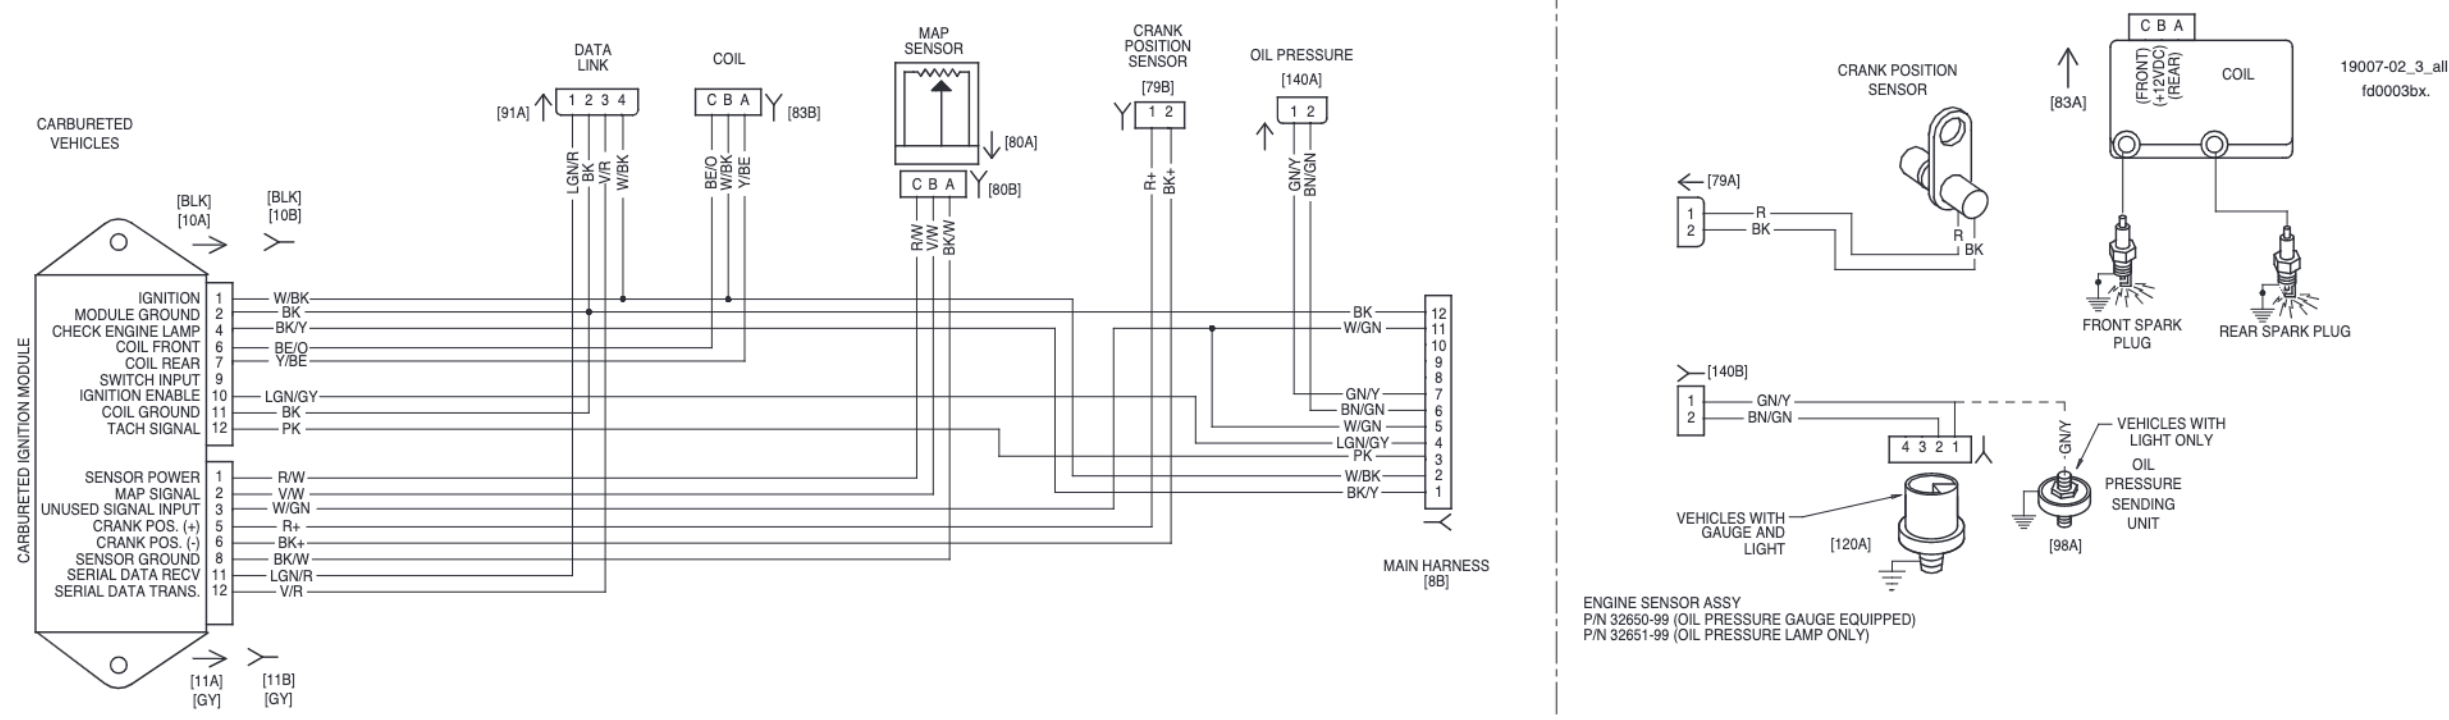 CARBURETED
VEHICLES
[BLK]
[10A]
[BLK]
[10B]
CARBURETED IGNITION MODULE
IGNITION 1 W/BK
MODULE GROUND 2 BK
CHECK ENGINE LAMP 4 BK/Y
COIL FRONT 6 BE/O
COIL REAR 7 Y/BE
SWITCH INPUT 9
IGNITION ENABLE 10 LGN/GY
COIL GROUND 11 BK
TACH SIGNAL 12 PK
SENSOR POWER 1 R/W
MAP SIGNAL 2 V/W
UNUSED SIGNAL INPUT 3 W/GN
CRANK POS. (+) 5 R+
CRANK POS. (-) 6 BK+
SENSOR GROUND 8 BK/W
SERIAL DATA RECV 11 LGN/R
SERIAL DATA TRANS. 12 V/R
[11A]
[GY]
[11B]
[GY]
DATA
LINK
[91A]
1 2 3 4
LGN/R
BK
V/R
W/BK
COIL
C B A
[83B]
BE/O
W/BK
Y/BE
MAP
SENSOR
[80A]
C B A
[80B]
R/W
V/W
BK/W
CRANK
POSITION
SENSOR
[79B]
1 2
R+
BK+
OIL PRESSURE
[140A]
1 2
GN/Y
BN/GN
BK 12
W/GN 11
10
9
8
GN/Y 7
BN/GN 6
W/GN 5
LGN/GY 4
PK 3
W/BK 2
BK/Y 1
MAIN HARNESS
[8B]
CRANK POSITION
SENSOR
[79A]
1 R
2 BK
R
BK
[83A]
C B A
(FRONT)
(+12VDC)
(REAR)
COIL
19007-02_3_all
fd0003bx.
FRONT SPARK
PLUG
REAR SPARK PLUG
[140B]
1 GN/Y
2 BN/GN
4 3 2 1
GN/Y
VEHICLES WITH
LIGHT ONLY
OIL
PRESSURE
SENDING
UNIT
[98A]
VEHICLES WITH
GAUGE AND
LIGHT
[120A]
ENGINE SENSOR ASSY
P/N 32650-99 (OIL PRESSURE GAUGE EQUIPPED)
P/N 32651-99 (OIL PRESSURE LAMP ONLY)